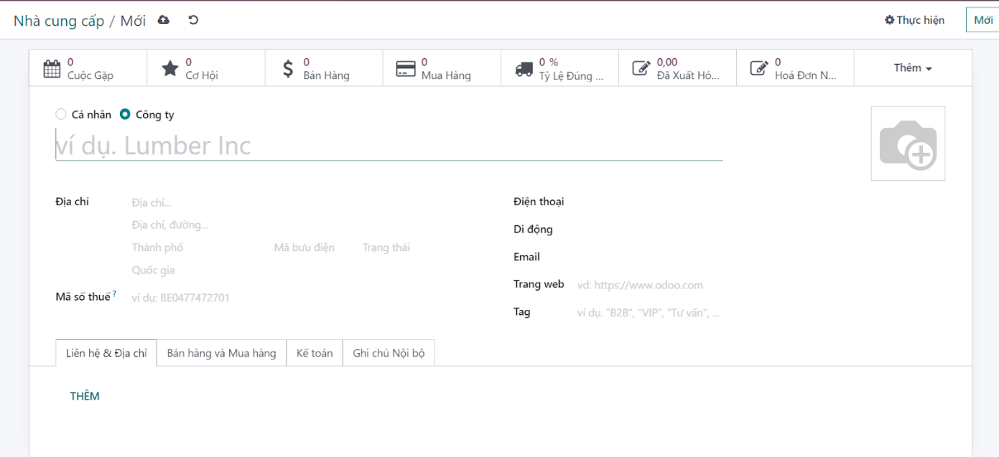 Nhà cung cấp / Mới
Thực hiện
Mới
0
Cuộc Gặp
0
Cơ Hội
0
Bán Hàng
0
Mua Hàng
0 %
Tỷ Lệ Đúng ...
0,00
Đã Xuất Hó...
0
Hoá Đơn N...
Thêm
Cá nhân
Công ty
ví dụ. Lumber Inc
Địa chỉ
Địa chỉ...
Địa chỉ, đường...
Thành phố Mã bưu điện Trạng thái
Quốc gia
Mã số thuế ? ví dụ: BE0477472701
Điện thoại
Di động
Email
Trang web vd: https://www.odoo.com
Tag ví dụ. "B2B", "VIP", "Tư vấn", ...
Liên hệ & Địa chỉ
Bán hàng và Mua hàng
Kế toán
Ghi chú Nội bộ
THÊM